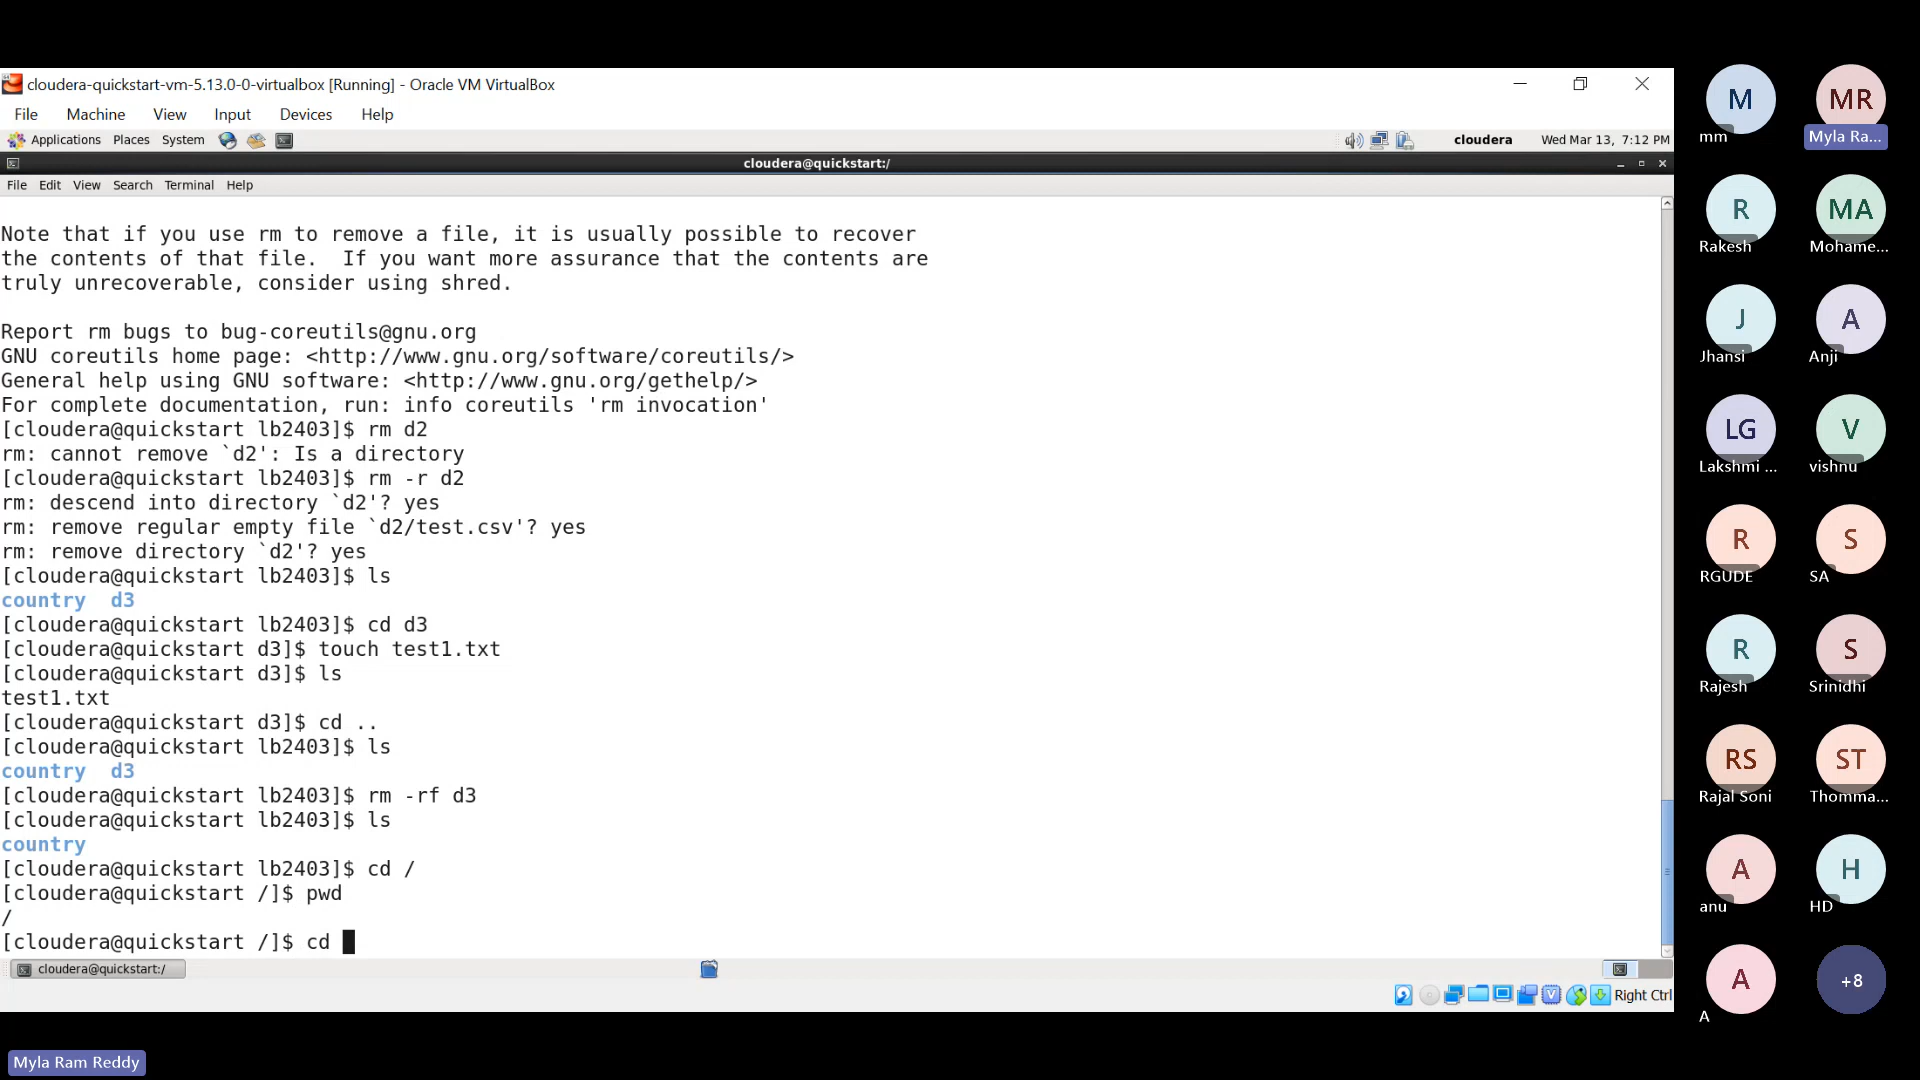 cloudera-quickstart-vm-5.13.0-0-virtualbox [Running] - Oracle VM VirtualBox
File Machine View Input Devices Help
Applications Places System cloudera Wed Mar 13, 7:12 PM
cloudera@quickstart:/
File Edit View Search Terminal Help
Note that if you use rm to remove a file, it is usually possible to recover
the contents of that file.  If you want more assurance that the contents are
truly unrecoverable, consider using shred.
Report rm bugs to bug-coreutils@gnu.org
GNU coreutils home page: <http://www.gnu.org/software/coreutils/>
General help using GNU software: <http://www.gnu.org/gethelp/>
For complete documentation, run: info coreutils 'rm invocation'
[cloudera@quickstart lb2403]$ rm d2
rm: cannot remove `d2': Is a directory
[cloudera@quickstart lb2403]$ rm -r d2
rm: descend into directory `d2'? yes
rm: remove regular empty file `d2/test.csv'? yes
rm: remove directory `d2'? yes
[cloudera@quickstart lb2403]$ ls
country  d3
[cloudera@quickstart lb2403]$ cd d3
[cloudera@quickstart d3]$ touch test1.txt
[cloudera@quickstart d3]$ ls
test1.txt
[cloudera@quickstart d3]$ cd ..
[cloudera@quickstart lb2403]$ ls
country  d3
[cloudera@quickstart lb2403]$ rm -rf d3
[cloudera@quickstart lb2403]$ ls
country
[cloudera@quickstart lb2403]$ cd /
[cloudera@quickstart /]$ pwd
/
[cloudera@quickstart /]$ cd
cloudera@quickstart:/
Right Ctrl
Myla Ram Reddy
M MR
mm Myla Ra...
R MA
Rakesh Mohame...
J A
Jhansi Anji
LG V
Lakshmi ... vishnu
R S
RGUDE SA
R S
Rajesh Srinidhi
RS ST
Rajal Soni Thomma...
A H
anu HD
A +8
A